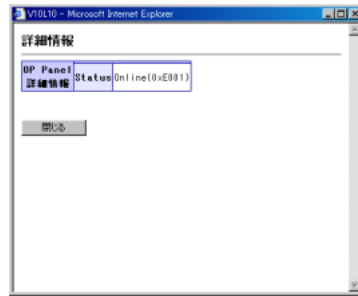 V10L10 - Microsoft Internet Explorer
詳細情報
OP Panel
詳細情報
Status
Online(0xE001)
閉じる